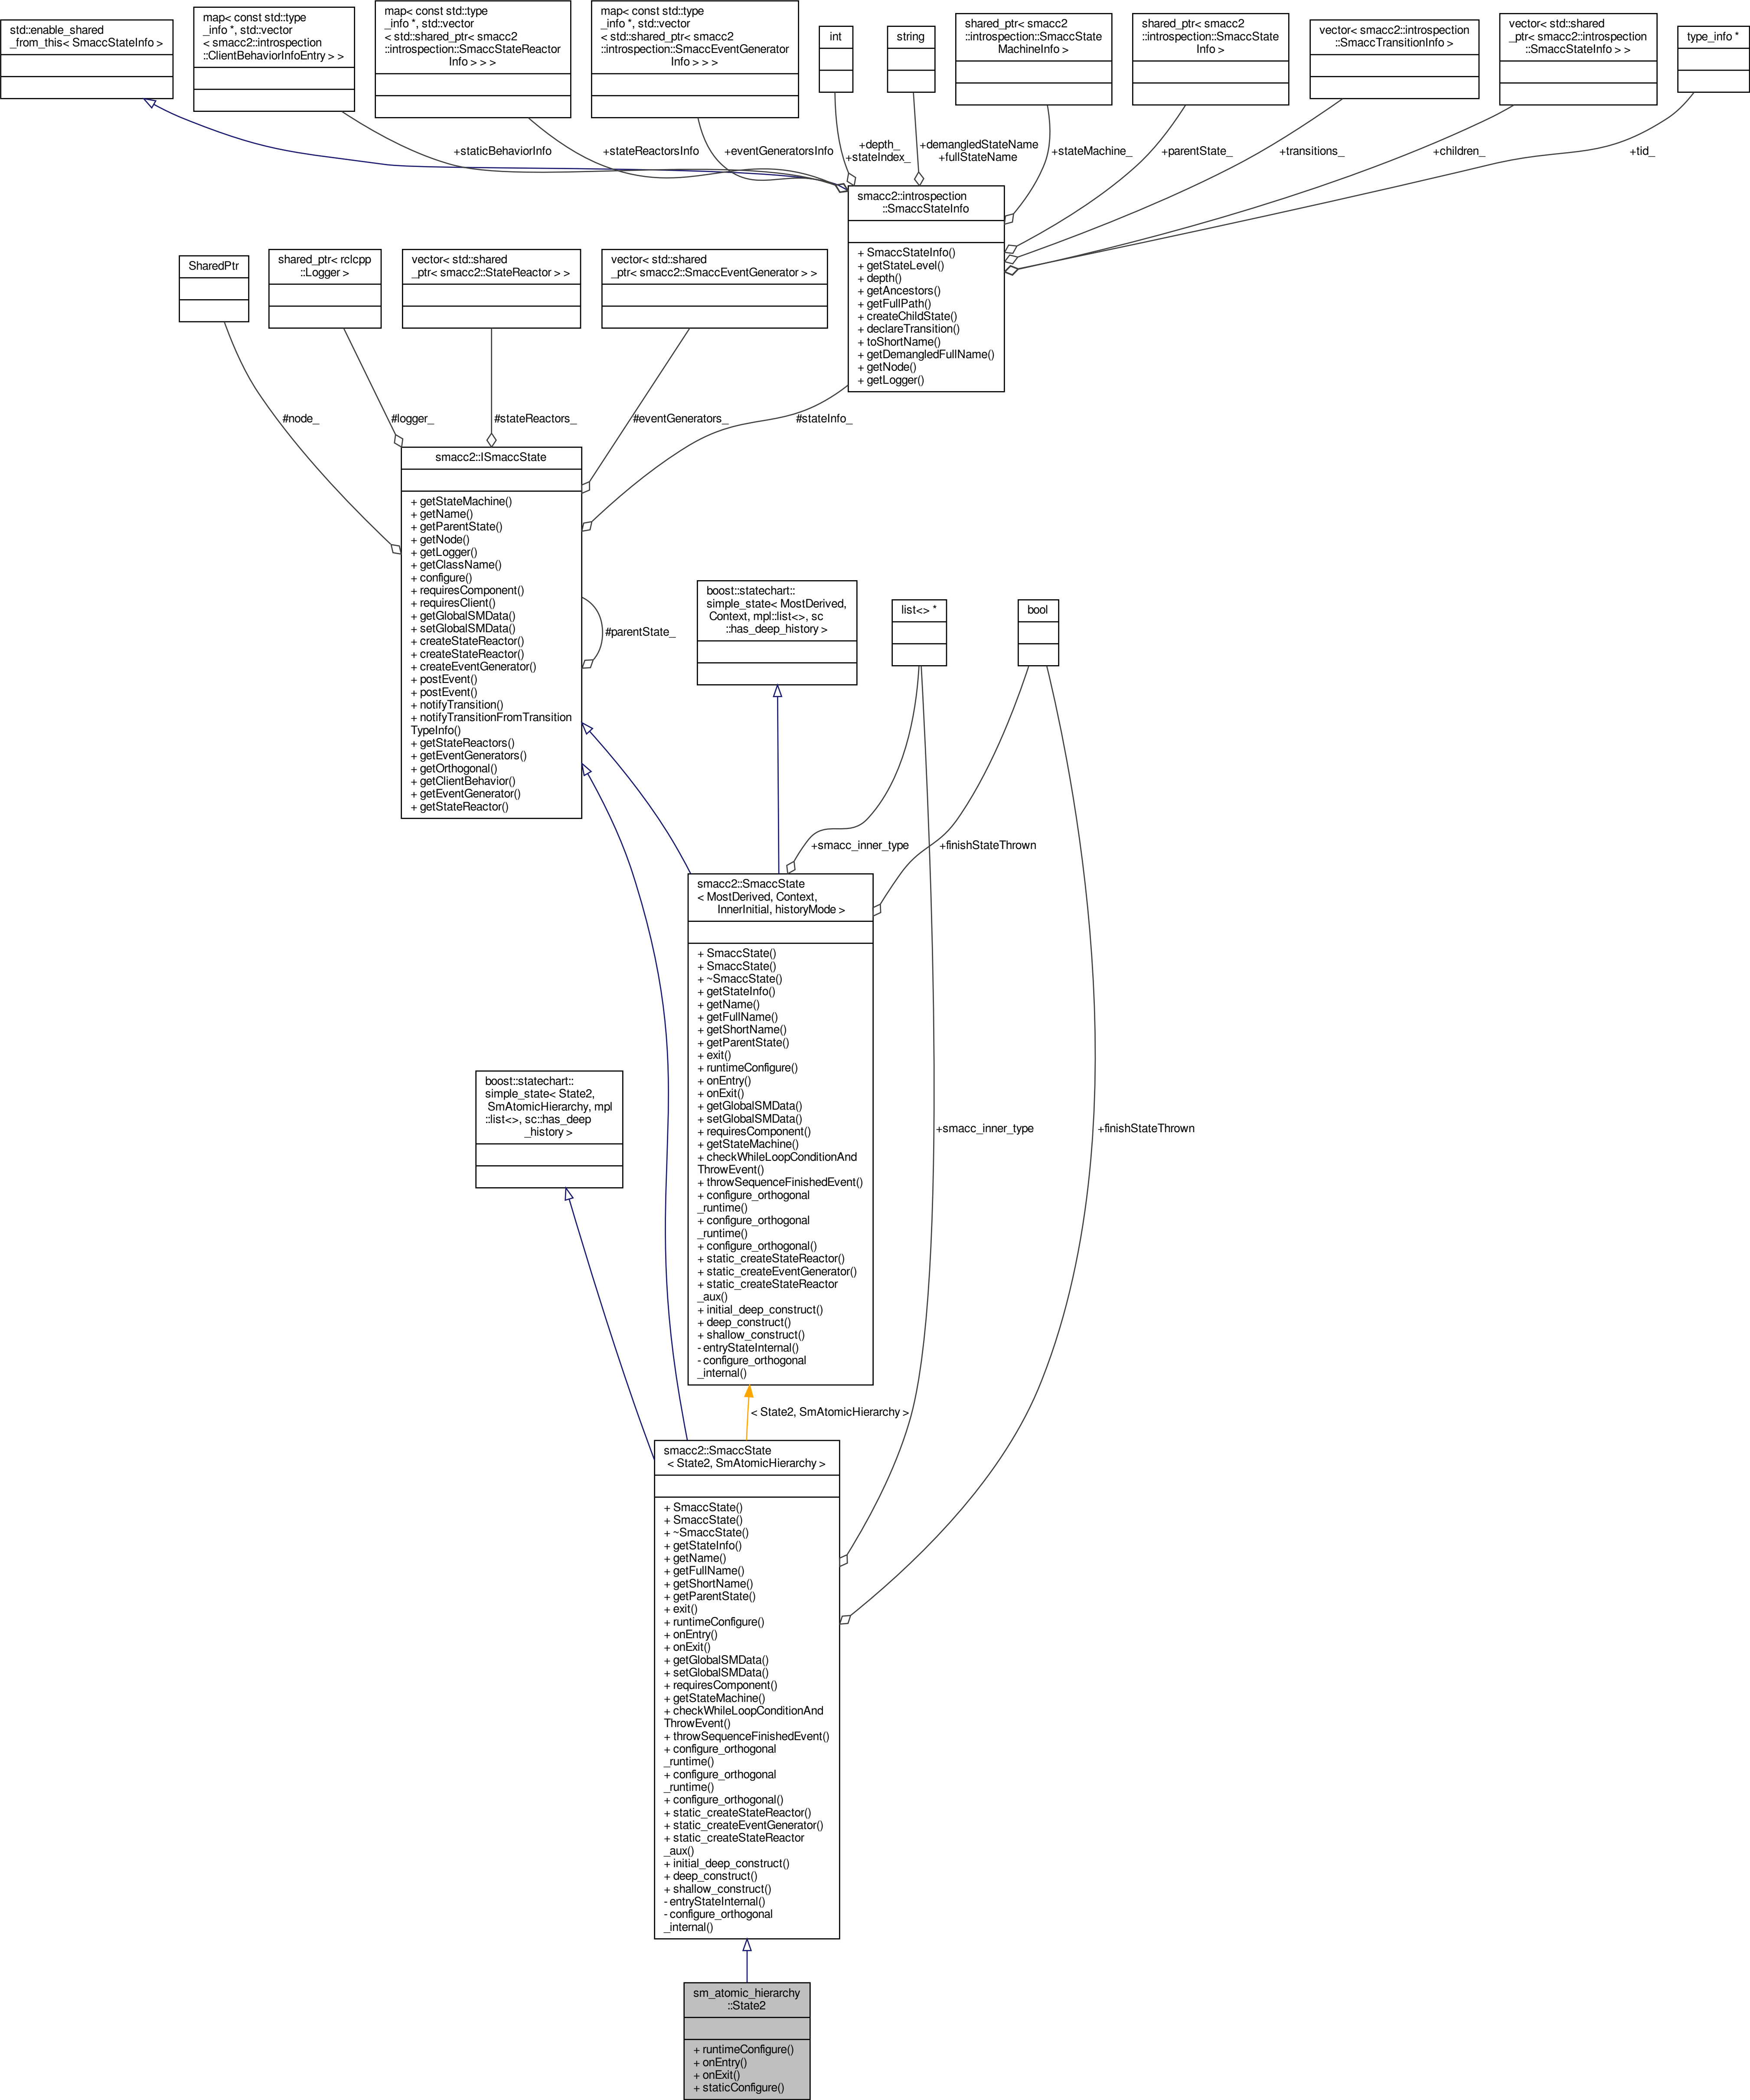 std::enable_shared
_from_this< SmaccStateInfo >
map< const std::type
_info *, std::vector
< smacc2::introspection
::ClientBehaviorInfoEntry > >
map< const std::type
_info *, std::vector
< std::shared_ptr< smacc2
::introspection::SmaccStateReactor
Info > > >
map< const std::type
_info *, std::vector
< std::shared_ptr< smacc2
::introspection::SmaccEventGenerator
Info > > >
int
string
shared_ptr< smacc2
::introspection::SmaccState
MachineInfo >
shared_ptr< smacc2
::introspection::SmaccState
Info >
vector< smacc2::introspection
::SmaccTransitionInfo >
vector< std::shared
_ptr< smacc2::introspection
::SmaccStateInfo > >
type_info *
+staticBehaviorInfo
+stateReactorsInfo
+eventGeneratorsInfo
+depth_
+stateIndex_
+demangledStateName
+fullStateName
+stateMachine_
+parentState_
+transitions_
+children_
+tid_
smacc2::introspection
::SmaccStateInfo
+ SmaccStateInfo()
+ getStateLevel()
+ depth()
+ getAncestors()
+ getFullPath()
+ createChildState()
+ declareTransition()
+ toShortName()
+ getDemangledFullName()
+ getNode()
+ getLogger()
SharedPtr
shared_ptr< rclcpp
::Logger >
vector< std::shared
_ptr< smacc2::StateReactor > >
vector< std::shared
_ptr< smacc2::SmaccEventGenerator > >
#node_
#logger_
#stateReactors_
#eventGenerators_
#stateInfo_
smacc2::ISmaccState
+ getStateMachine()
+ getName()
+ getParentState()
+ getNode()
+ getLogger()
+ getClassName()
+ configure()
+ requiresComponent()
+ requiresClient()
+ getGlobalSMData()
+ setGlobalSMData()
+ createStateReactor()
+ createStateReactor()
+ createEventGenerator()
+ postEvent()
+ postEvent()
+ notifyTransition()
+ notifyTransitionFromTransition
TypeInfo()
+ getStateReactors()
+ getEventGenerators()
+ getOrthogonal()
+ getClientBehavior()
+ getEventGenerator()
+ getStateReactor()
#parentState_
boost::statechart::
simple_state< MostDerived,
Context, mpl::list<>, sc
::has_deep_history >
list<> *
bool
+smacc_inner_type
+finishStateThrown
smacc2::SmaccState
< MostDerived, Context,
InnerInitial, historyMode >
+ SmaccState()
+ SmaccState()
+ ~SmaccState()
+ getStateInfo()
+ getName()
+ getFullName()
+ getShortName()
+ getParentState()
+ exit()
+ runtimeConfigure()
+ onEntry()
+ onExit()
+ getGlobalSMData()
+ setGlobalSMData()
+ requiresComponent()
+ getStateMachine()
+ checkWhileLoopConditionAnd
ThrowEvent()
+ throwSequenceFinishedEvent()
+ configure_orthogonal
_runtime()
+ configure_orthogonal
_runtime()
+ configure_orthogonal()
+ static_createStateReactor()
+ static_createEventGenerator()
+ static_createStateReactor
_aux()
+ initial_deep_construct()
+ deep_construct()
+ shallow_construct()
- entryStateInternal()
- configure_orthogonal
_internal()
boost::statechart::
simple_state< State2,
SmAtomicHierarchy, mpl
::list<>, sc::has_deep
_history >
+smacc_inner_type
+finishStateThrown
< State2, SmAtomicHierarchy >
smacc2::SmaccState
< State2, SmAtomicHierarchy >
+ SmaccState()
+ SmaccState()
+ ~SmaccState()
+ getStateInfo()
+ getName()
+ getFullName()
+ getShortName()
+ getParentState()
+ exit()
+ runtimeConfigure()
+ onEntry()
+ onExit()
+ getGlobalSMData()
+ setGlobalSMData()
+ requiresComponent()
+ getStateMachine()
+ checkWhileLoopConditionAnd
ThrowEvent()
+ throwSequenceFinishedEvent()
+ configure_orthogonal
_runtime()
+ configure_orthogonal
_runtime()
+ configure_orthogonal()
+ static_createStateReactor()
+ static_createEventGenerator()
+ static_createStateReactor
_aux()
+ initial_deep_construct()
+ deep_construct()
+ shallow_construct()
- entryStateInternal()
- configure_orthogonal
_internal()
sm_atomic_hierarchy
::State2
+ runtimeConfigure()
+ onEntry()
+ onExit()
+ staticConfigure()